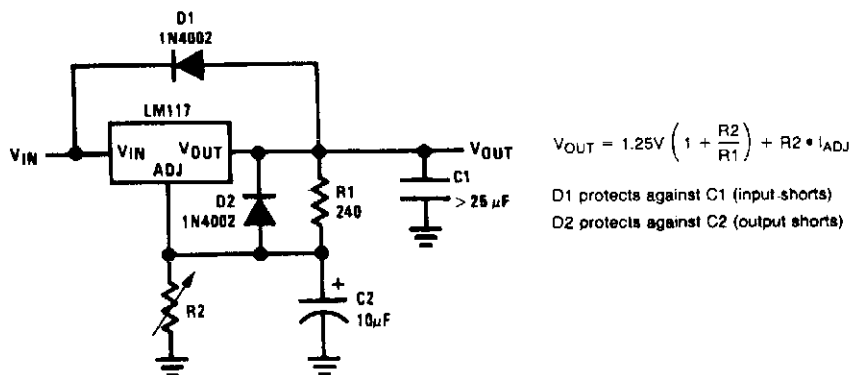 D1
1N4002
LM117
VIN
VIN
VOUT
ADJ
VOUT
D2
1N4002
R1
240
C1
> 25 µF
R2
+
C2
10µF
VOUT = 1.25V ( 1 + R2/R1 ) + R2 • IADJ
D1 protects against C1 (input shorts)
D2 protects against C2 (output shorts)